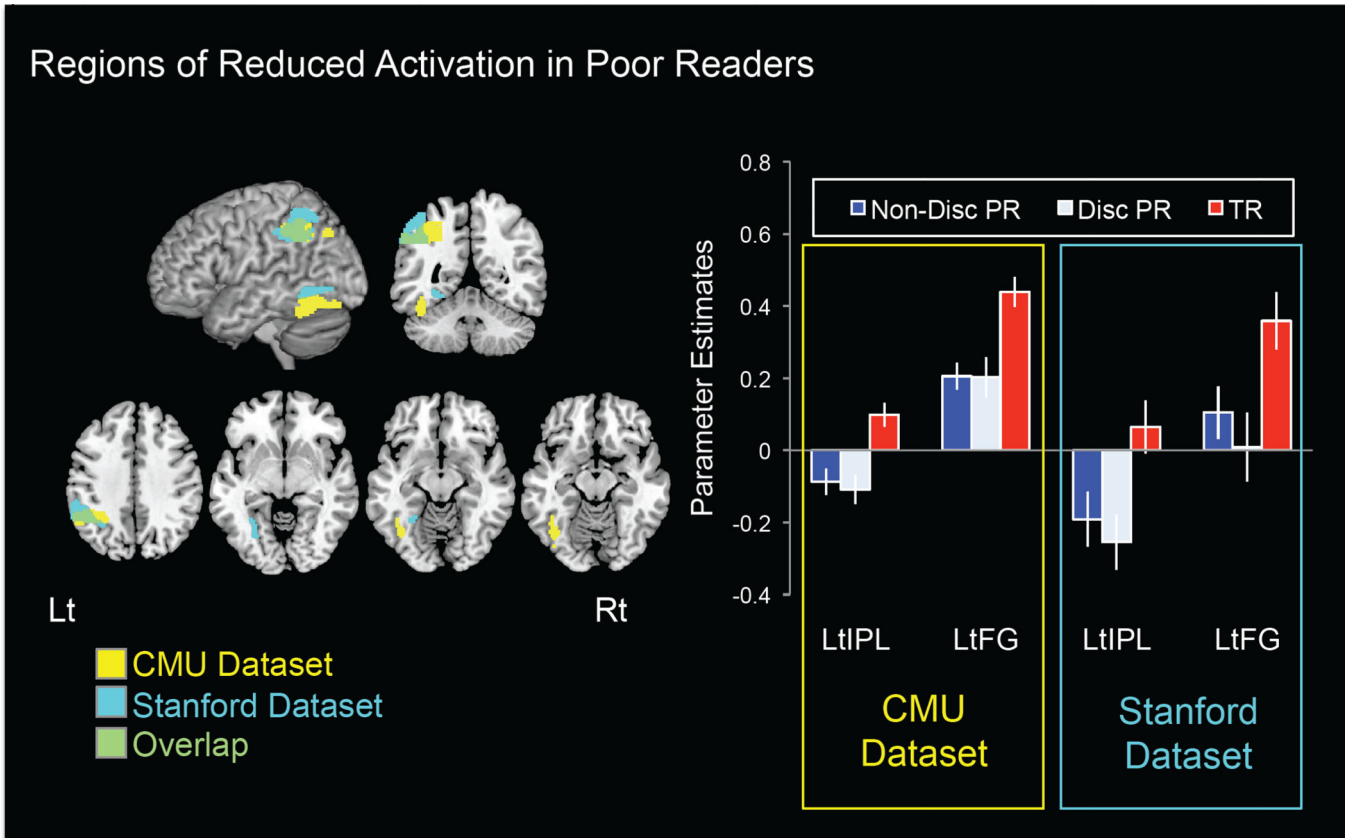 Regions of Reduced Activation in Poor Readers
Lt
Rt
CMU Dataset
Stanford Dataset
Overlap
Parameter Estimates
0.8
0.6
0.4
0.2
0
-0.2
-0.4
Non-Disc PR
Disc PR
TR
LtIPL
LtFG
LtIPL
LtFG
CMU
Dataset
Stanford
Dataset